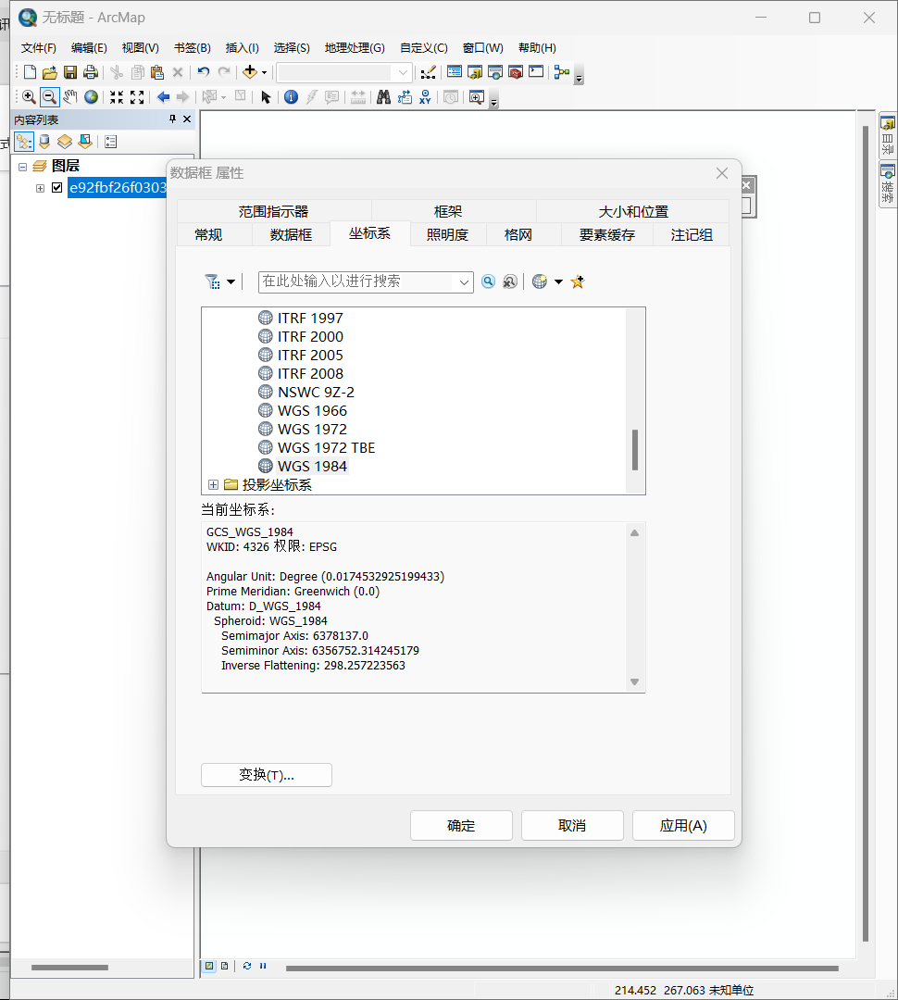 无标题 - ArcMap
文件(F) 编辑(E) 视图(V) 书签(B) 插入(I) 选择(S) 地理处理(G) 自定义(C) 窗口(W) 帮助(H)
内容列表
图层
e92fbf26f0303
目录
搜索
数据框 属性
范围指示器 框架 大小和位置
常规 数据框 坐标系 照明度 格网 要素缓存 注记组
在此处输入以进行搜索
ITRF 1997
ITRF 2000
ITRF 2005
ITRF 2008
NSWC 9Z-2
WGS 1966
WGS 1972
WGS 1972 TBE
WGS 1984
投影坐标系
当前坐标系:
GCS_WGS_1984
WKID: 4326 权限: EPSG
Angular Unit: Degree (0.0174532925199433)
Prime Meridian: Greenwich (0.0)
Datum: D_WGS_1984
Spheroid: WGS_1984
Semimajor Axis: 6378137.0
Semiminor Axis: 6356752.314245179
Inverse Flattening: 298.257223563
变换(T)...
确定 取消 应用(A)
214.452 267.063 未知单位